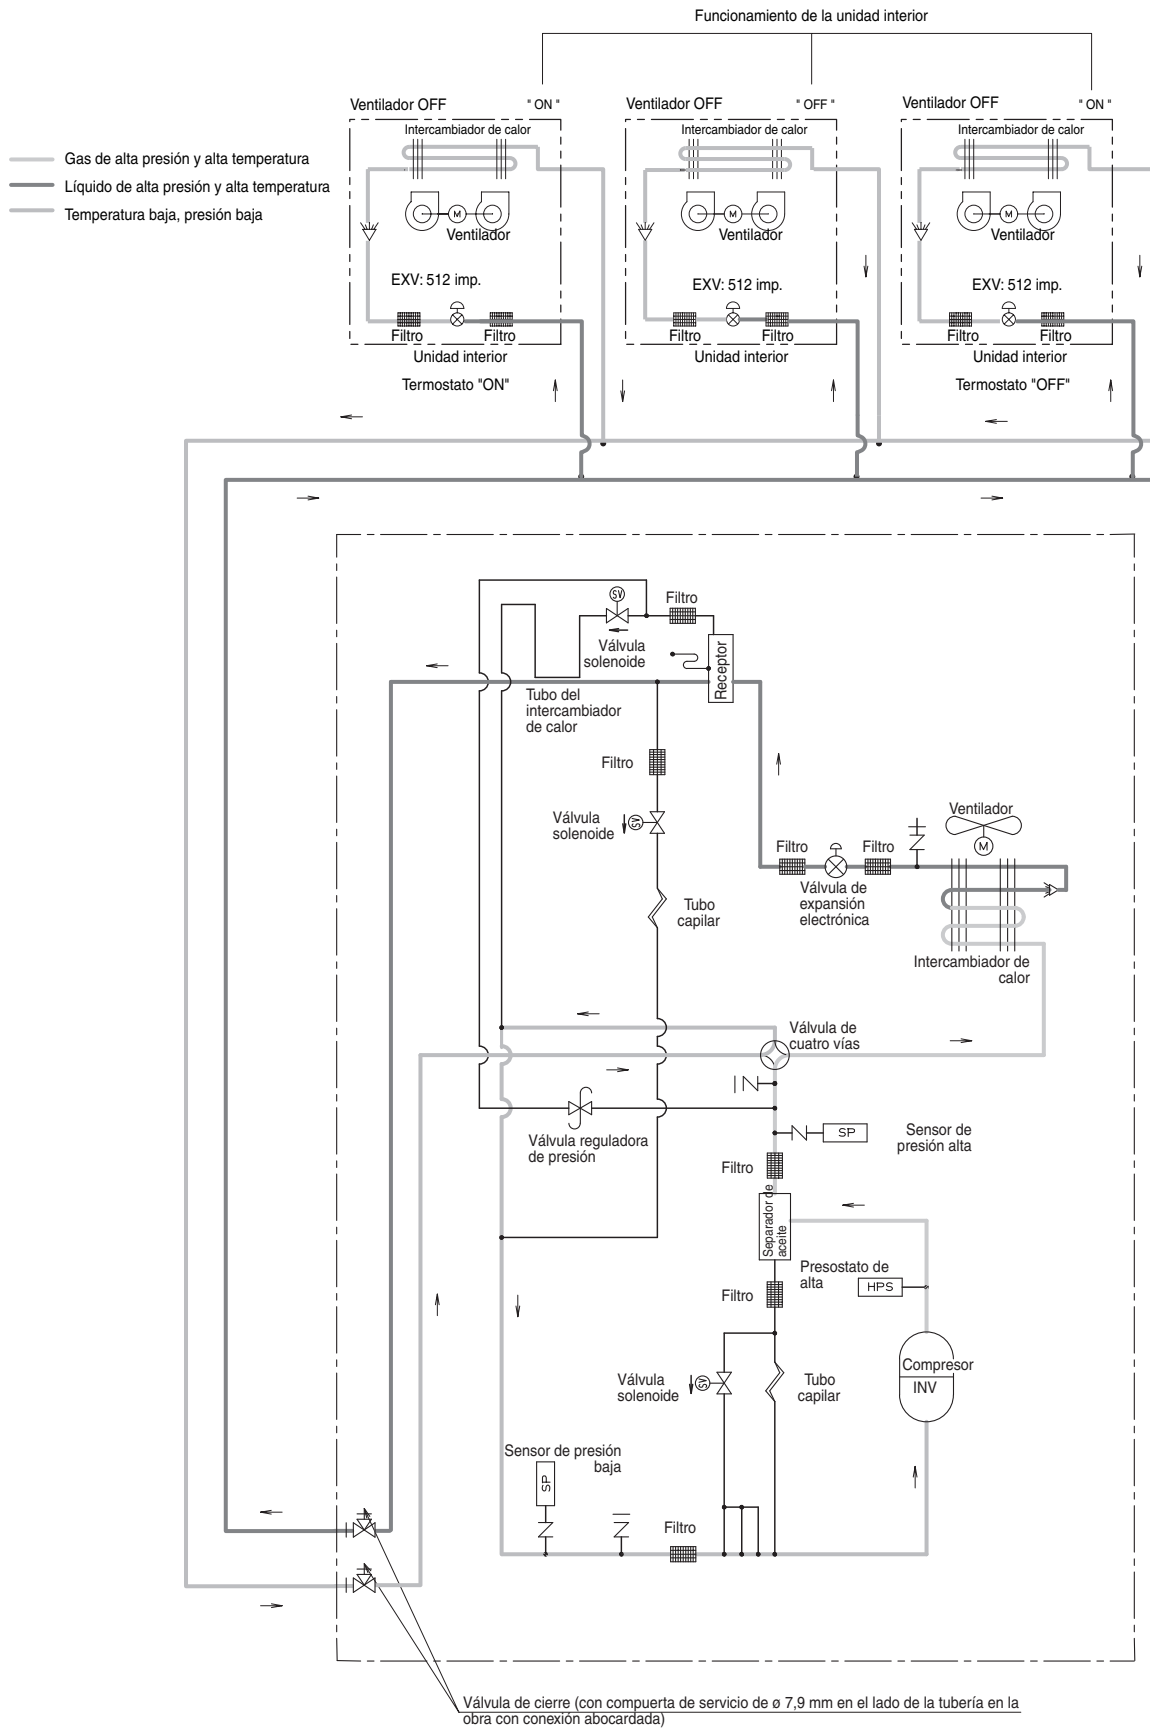 Funcionamiento de la unidad interior
Ventilador OFF
" ON "
Ventilador OFF
" OFF "
Ventilador OFF
" ON "
Intercambiador de calor
Intercambiador de calor
Intercambiador de calor
Gas de alta presión y alta temperatura
Líquido de alta presión y alta temperatura
Temperatura baja, presión baja
M
M
M
Ventilador
Ventilador
Ventilador
EXV: 512 imp.
EXV: 512 imp.
EXV: 512 imp.
Filtro
Filtro
Filtro
Filtro
Filtro
Filtro
Unidad interior
Unidad interior
Unidad interior
Termostato "ON"
Termostato "OFF"
SV
Filtro
Válvula
solenoide
Receptor
Tubo del
intercambiador
de calor
Filtro
Válvula
solenoide
SV
Ventilador
M
Filtro
Filtro
Válvula de
expansión
electrónica
Tubo
capilar
Intercambiador de
calor
Válvula de
cuatro vías
Válvula reguladora
de presión
SP
Sensor de
presión alta
Filtro
Separador de
aceite
Presostato de
alta
HPS
Filtro
Compresor
INV
Válvula
solenoide
SV
Tubo
capilar
Sensor de presión
baja
SP
Filtro
Válvula de cierre (con compuerta de servicio de ø 7,9 mm en el lado de la tubería en la
obra con conexión abocardada)